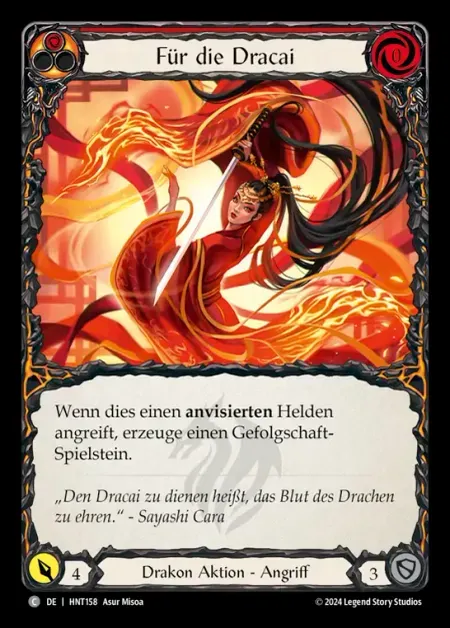 Für die Dracai
0
Wenn dies einen anvisierten Helden
angreift, erzeuge einen Gefolgschaft-
Spielstein.
„Den Dracai zu dienen heißt, das Blut des Drachen
zu ehren.“ - Sayashi Cara
4 Drakon Aktion - Angriff 3
C DE | HNT158 Asur Misoa © 2024 Legend Story Studios